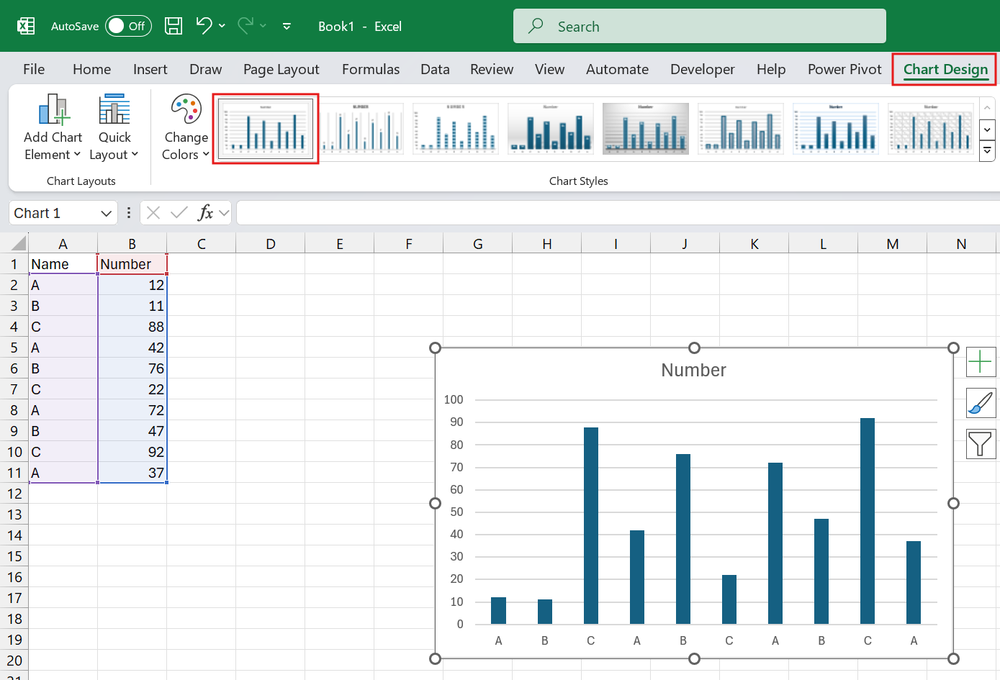 AutoSave Off Book1 - Excel Search
File Home Insert Draw Page Layout Formulas Data Review View Automate Developer Help Power Pivot Chart Design
Add Chart Element
Quick Layout
Change Colors
Chart Layouts
Chart Styles
Chart 1 fx
A B C D E F G H I J K L M N
1 Name Number
2 A 12
3 B 11
4 C 88
5 A 42
6 B 76
7 C 22
8 A 72
9 B 47
10 C 92
11 A 37
12
13
14
15
16
17
18
19
20
Number
100
90
80
70
60
50
40
30
20
10
0
A B C A B C A B C A